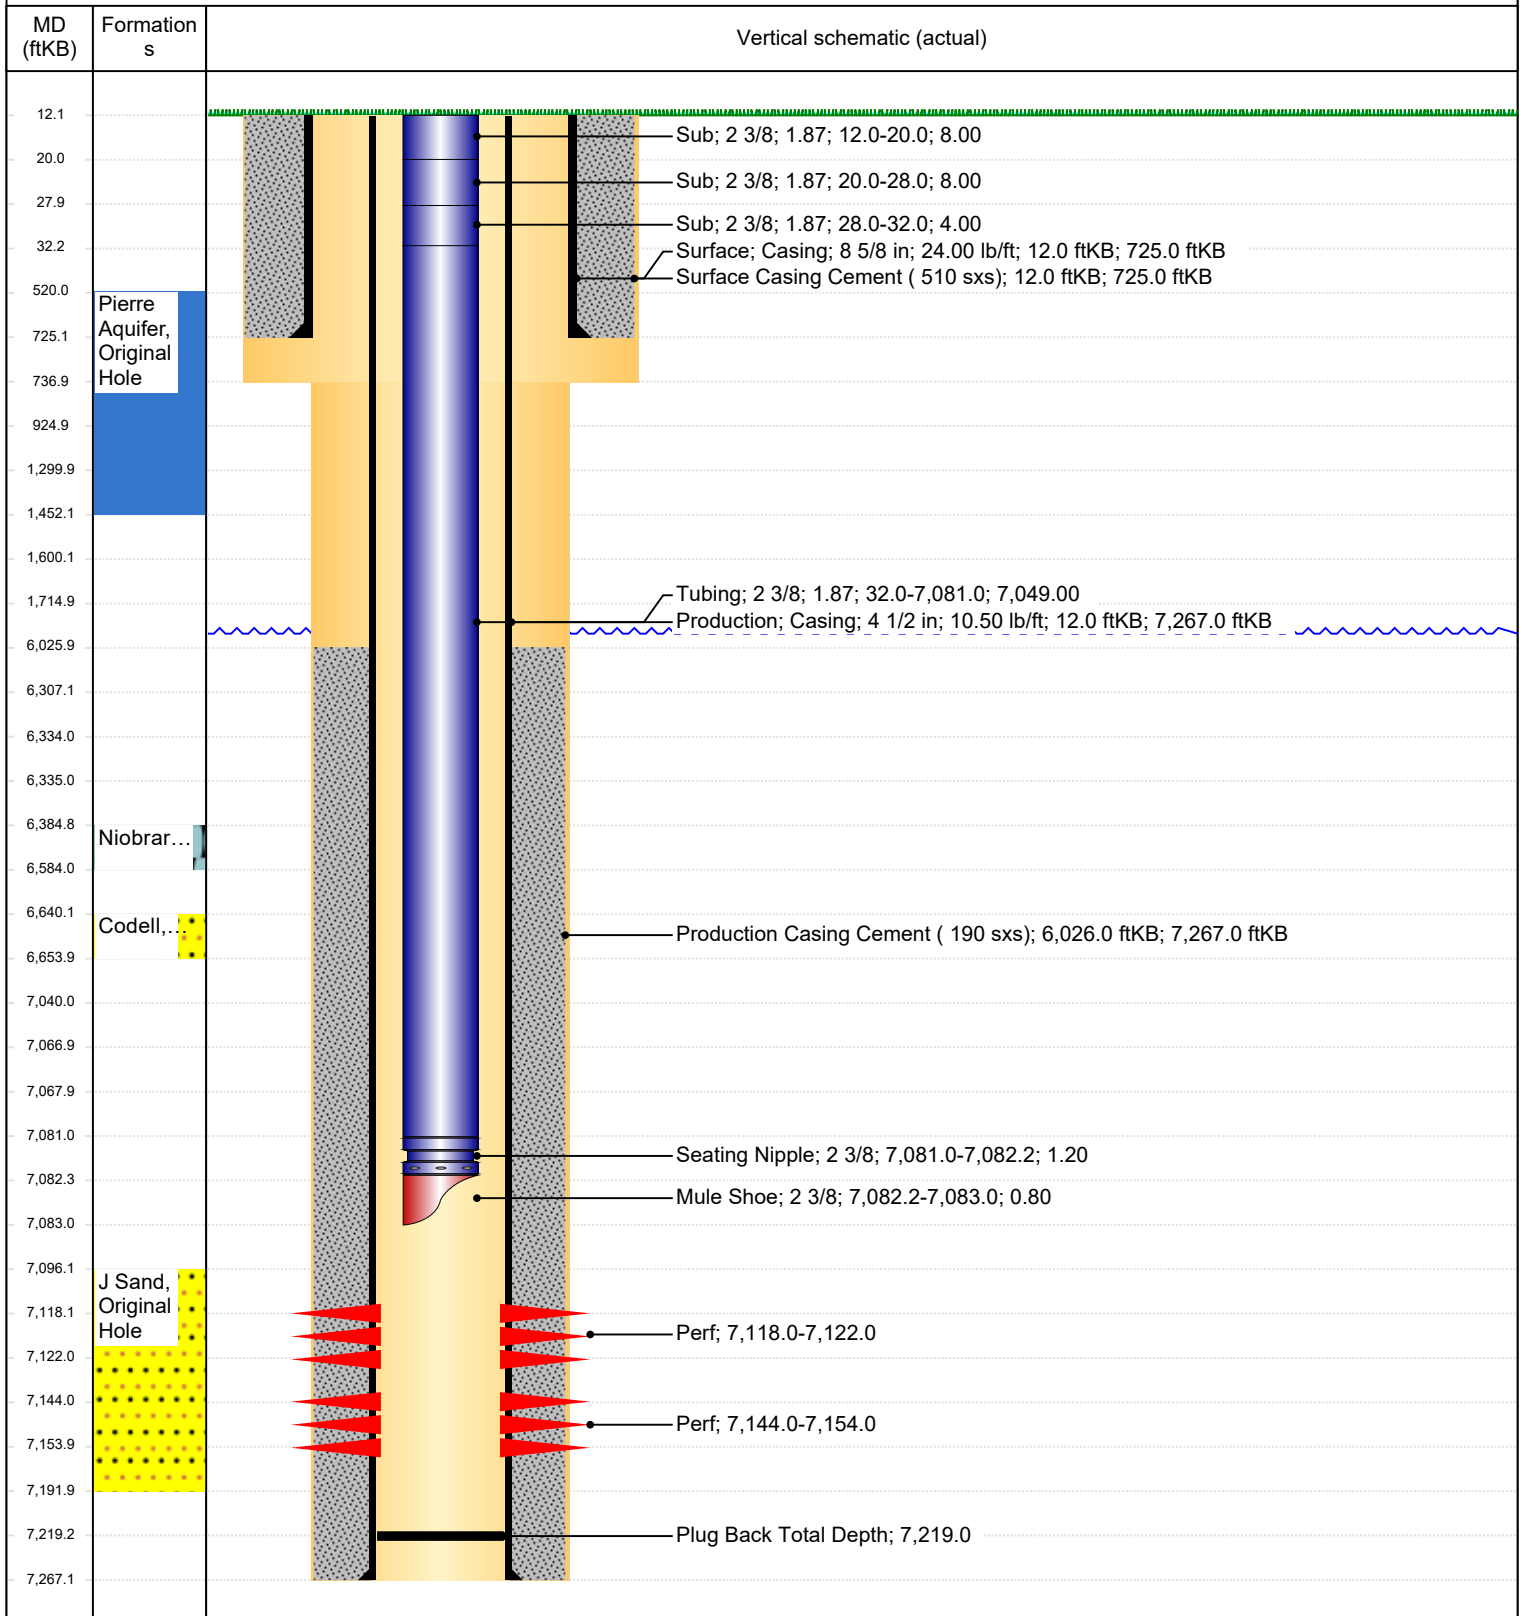 MD
(ftKB)
Formation
s
Vertical schematic (actual)
12.1
Sub; 2 3/8; 1.87; 12.0-20.0; 8.00
20.0
Sub; 2 3/8; 1.87; 20.0-28.0; 8.00
27.9
Sub; 2 3/8; 1.87; 28.0-32.0; 4.00
32.2
Surface; Casing; 8 5/8 in; 24.00 lb/ft; 12.0 ftKB; 725.0 ftKB
Surface Casing Cement ( 510 sxs); 12.0 ftKB; 725.0 ftKB
520.0
Pierre
Aquifer,
Original
Hole
725.1
736.9
924.9
1,299.9
1,452.1
1,600.1
Tubing; 2 3/8; 1.87; 32.0-7,081.0; 7,049.00
1,714.9
Production; Casing; 4 1/2 in; 10.50 lb/ft; 12.0 ftKB; 7,267.0 ftKB
6,025.9
6,307.1
6,334.0
6,335.0
6,384.8
Niobrar...
6,584.0
6,640.1
Codell,...
Production Casing Cement ( 190 sxs); 6,026.0 ftKB; 7,267.0 ftKB
6,653.9
7,040.0
7,066.9
7,067.9
7,081.0
Seating Nipple; 2 3/8; 7,081.0-7,082.2; 1.20
7,082.3
Mule Shoe; 2 3/8; 7,082.2-7,083.0; 0.80
7,083.0
7,096.1
J Sand,
Original
Hole
7,118.1
Perf; 7,118.0-7,122.0
7,122.0
7,144.0
Perf; 7,144.0-7,154.0
7,153.9
7,191.9
7,219.2
Plug Back Total Depth; 7,219.0
7,267.1